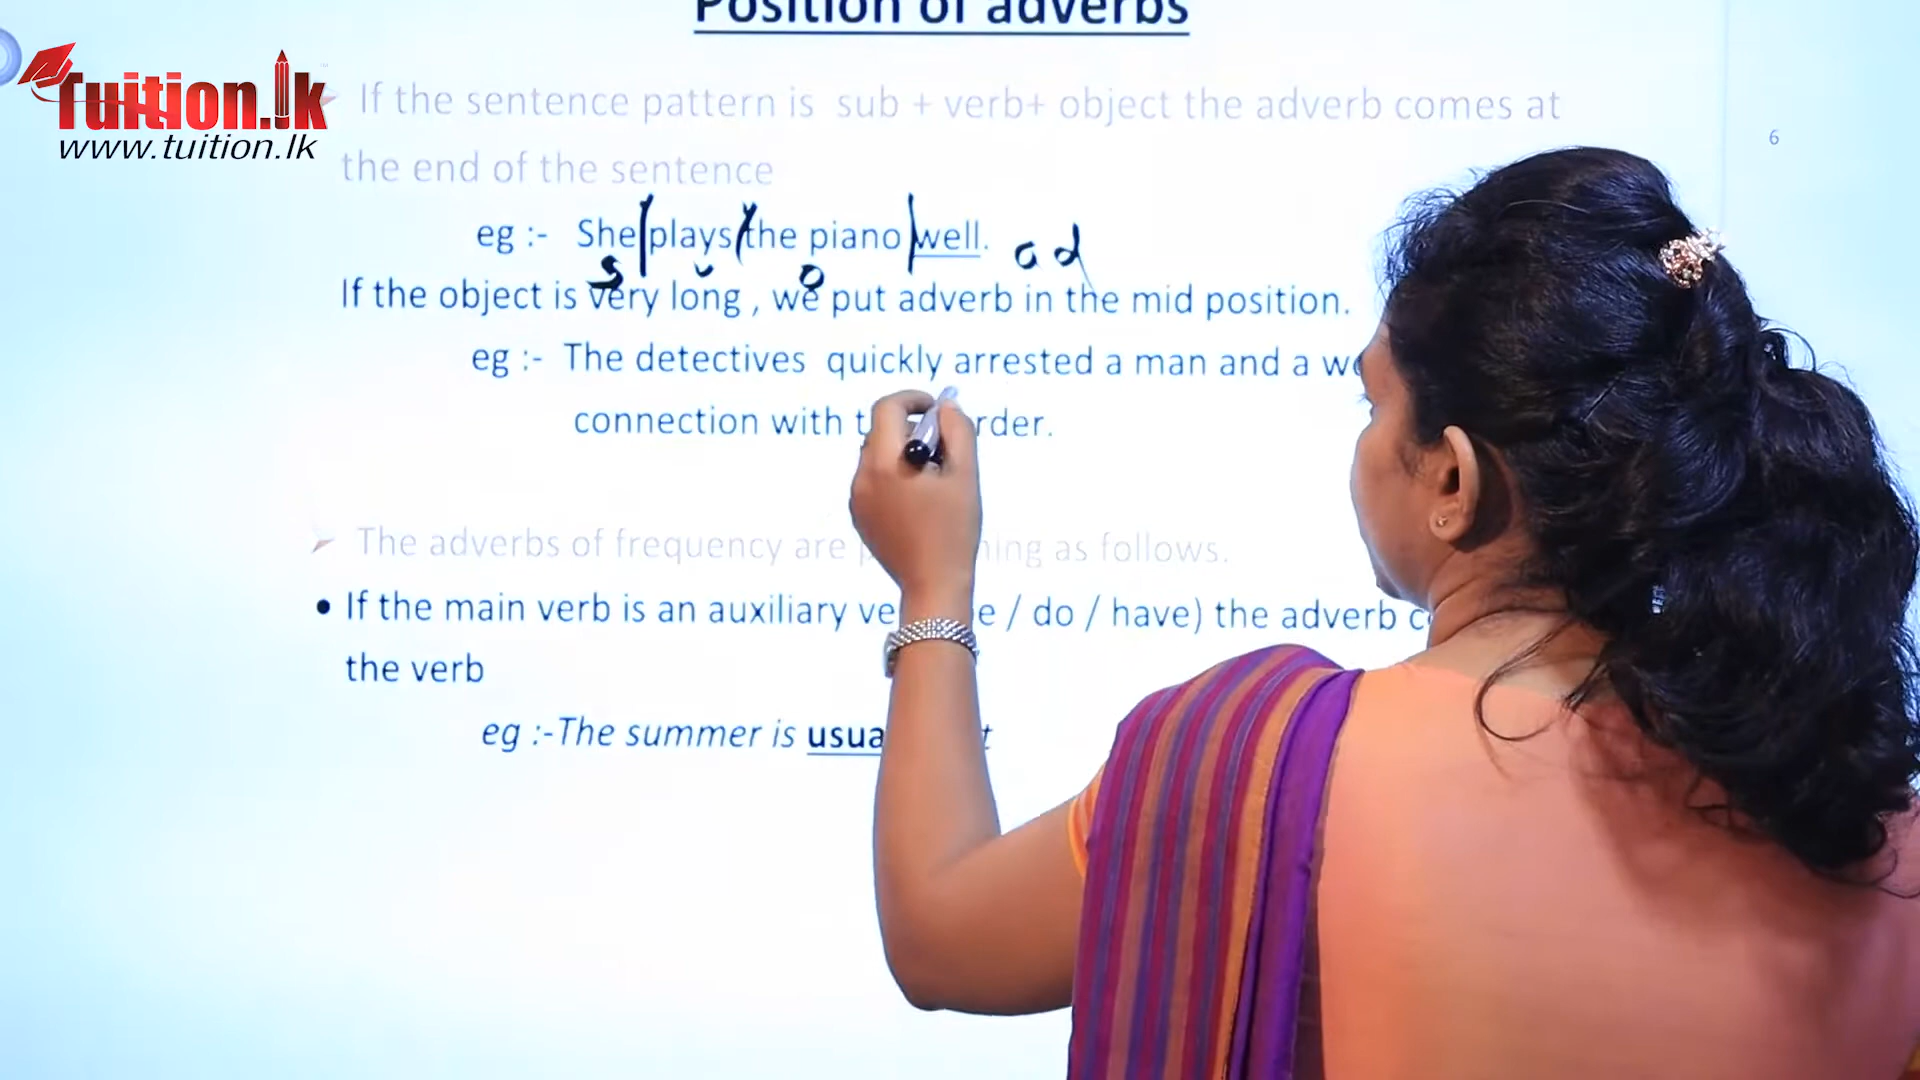 Position of adverbs
Tuition.lk
www.tuition.lk
If the sentence pattern is sub + verb+ object the adverb comes at
6
the end of the sentence
eg :- She plays the piano well. ad
s v o
If the object is very long , we put adverb in the mid position.
eg :- The detectives quickly arrested a man and a
connection with
The adverbs of frequency are as follows.
• If the main verb is an auxiliary / do / have) the adverb
the verb
eg :-The summer is